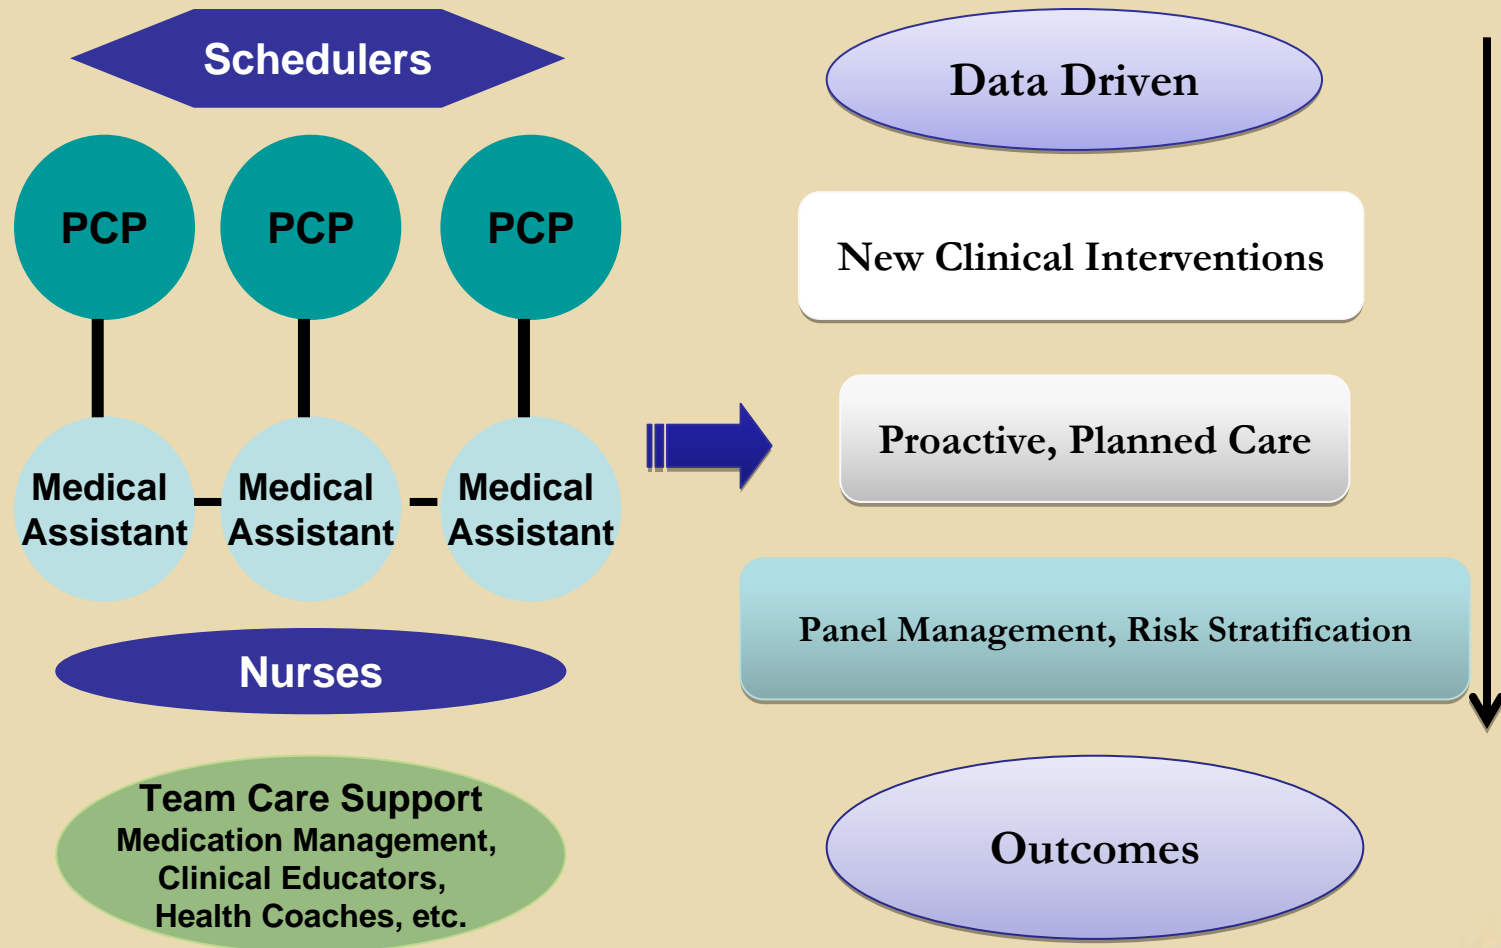 Schedulers
PCP
PCP
PCP
Medical
Assistant
Medical
Assistant
Medical
Assistant
Nurses
Team Care Support
Medication Management,
Clinical Educators,
Health Coaches, etc.
Data Driven
New Clinical Interventions
Proactive, Planned Care
Panel Management, Risk Stratification
Outcomes